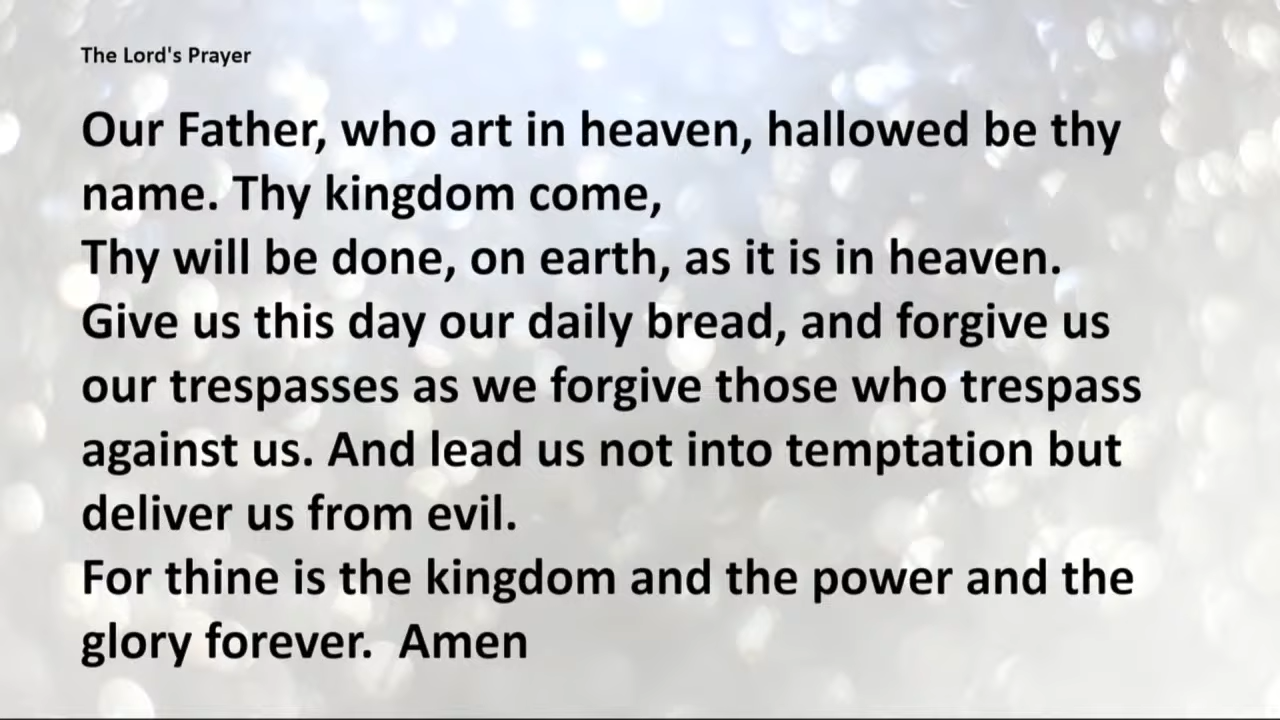 The Lord's Prayer
Our Father, who art in heaven, hallowed be thy
name. Thy kingdom come,
Thy will be done, on earth, as it is in heaven.
Give us this day our daily bread, and forgive us
our trespasses as we forgive those who trespass
against us. And lead us not into temptation but
deliver us from evil.
For thine is the kingdom and the power and the
glory forever.  Amen